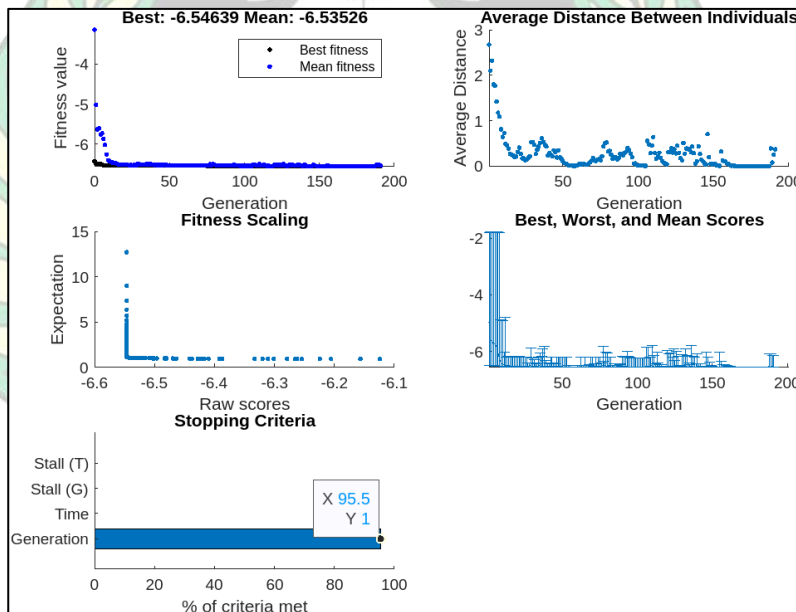 Best: -6.54639 Mean: -6.53526
Fitness value
-4
-5
-6
Best fitness
Mean fitness
0 50 100 150 200
Generation
Average Distance Between Individuals
Average Distance
3
2
1
0
50 100 150 200
Generation
Fitness Scaling
Expectation
15
10
5
0
-6.6 -6.5 -6.4 -6.3 -6.2 -6.1
Raw scores
Best, Worst, and Mean Scores
-2
-4
-6
50 100 150 200
Generation
Stopping Criteria
Stall (T)
Stall (G)
Time
Generation
X 95.5
Y 1
0 20 40 60 80 100
% of criteria met